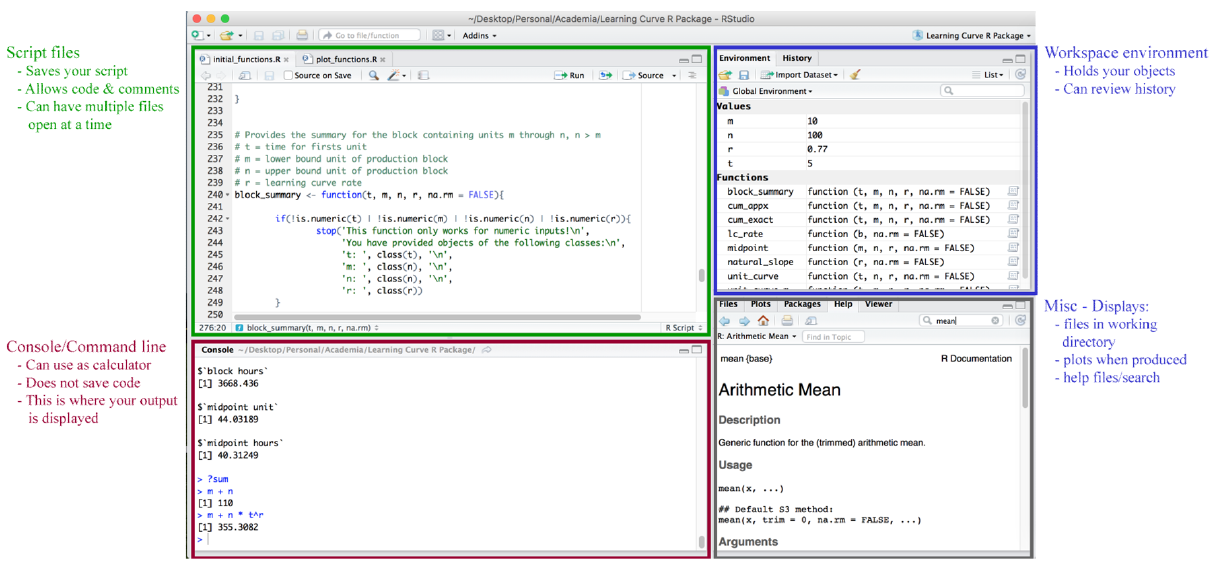 ~/Desktop/Personal/Academia/Learning Curve R Package - RStudio
Go to file/function
Addins
Learning Curve R Package
Script files
- Saves your script
- Allows code & comments
- Can have multiple files
open at a time
initial_functions.R
plot_functions.R
Source on Save
Run
Source
231
232 }
233
234
235 # Provides the summary for the block containing units m through n, n > m
236 # t = time for firsts unit
237 # m = lower bound unit of production block
238 # n = upper bound unit of production block
239 # r = learning curve rate
240 block_summary <- function(t, m, n, r, na.rm = FALSE){
241
242 if(!is.numeric(t) | !is.numeric(m) | !is.numeric(n) | !is.numeric(r)){
243 stop('This function only works for numeric inputs!\n',
244 'You have provided objects of the following classes:\n',
245 't: ', class(t), '\n',
246 'm: ', class(n), '\n',
247 'n: ', class(n), '\n',
248 'r: ', class(r))
249 }
250
276:20 block_summary(t, m, n, r, na.rm) R Script
Console/Command line
- Can use as calculator
- Does not save code
- This is where your output
is displayed
Console ~/Desktop/Personal/Academia/Learning Curve R Package/
$`block hours`
[1] 3668.436
$`midpoint unit`
[1] 44.03189
$`midpoint hours`
[1] 40.31249
> ?sum
> m + n
[1] 110
> m + n * t^r
[1] 355.3082
>
Environment History
Import Dataset
List
Global Environment
Values
m 10
n 100
r 0.77
t 5
Functions
block_summary function (t, m, n, r, na.rm = FALSE)
cum_appx function (t, m, n, r, na.rm = FALSE)
cum_exact function (t, m, n, r, na.rm = FALSE)
lc_rate function (b, na.rm = FALSE)
midpoint function (m, n, r, na.rm = FALSE)
natural_slope function (r, na.rm = FALSE)
unit_curve function (t, n, r, na.rm = FALSE)
Workspace environment
- Holds your objects
- Can review history
Files Plots Packages Help Viewer
mean
R: Arithmetic Mean
Find in Topic
mean {base} R Documentation
Arithmetic Mean
Description
Generic function for the (trimmed) arithmetic mean.
Usage
mean(x, ...)
## Default S3 method:
mean(x, trim = 0, na.rm = FALSE, ...)
Arguments
Misc - Displays:
- files in working
directory
- plots when produced
- help files/search